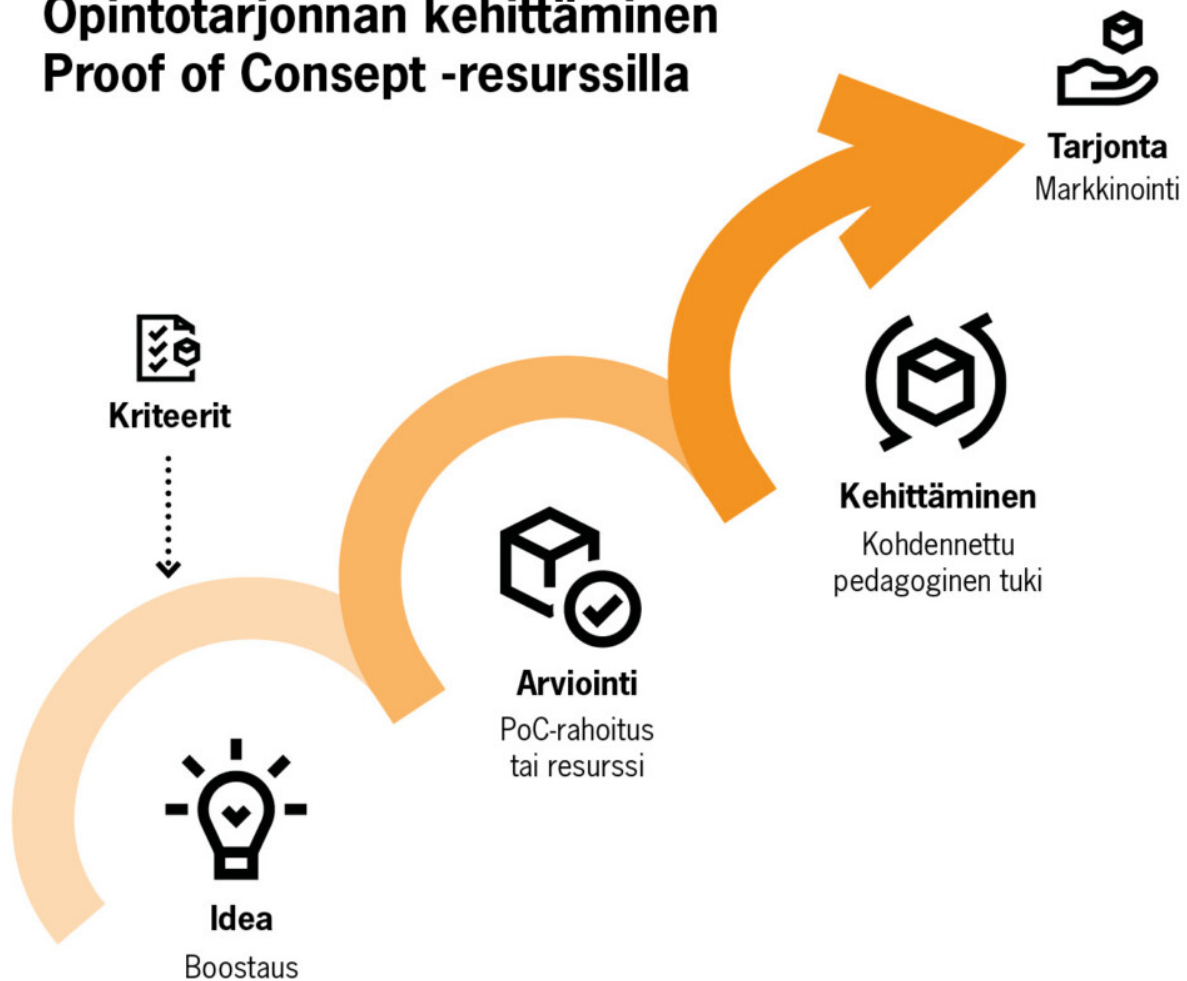 Opintotarjonnan kehittäminen
Proof of Consept -resurssilla
Tarjonta
Markkinointi
Kriteerit
Kehittäminen
Kohdennettu
pedagoginen tuki
Arviointi
PoC-rahoitus
tai resurssi
Idea
Boostaus